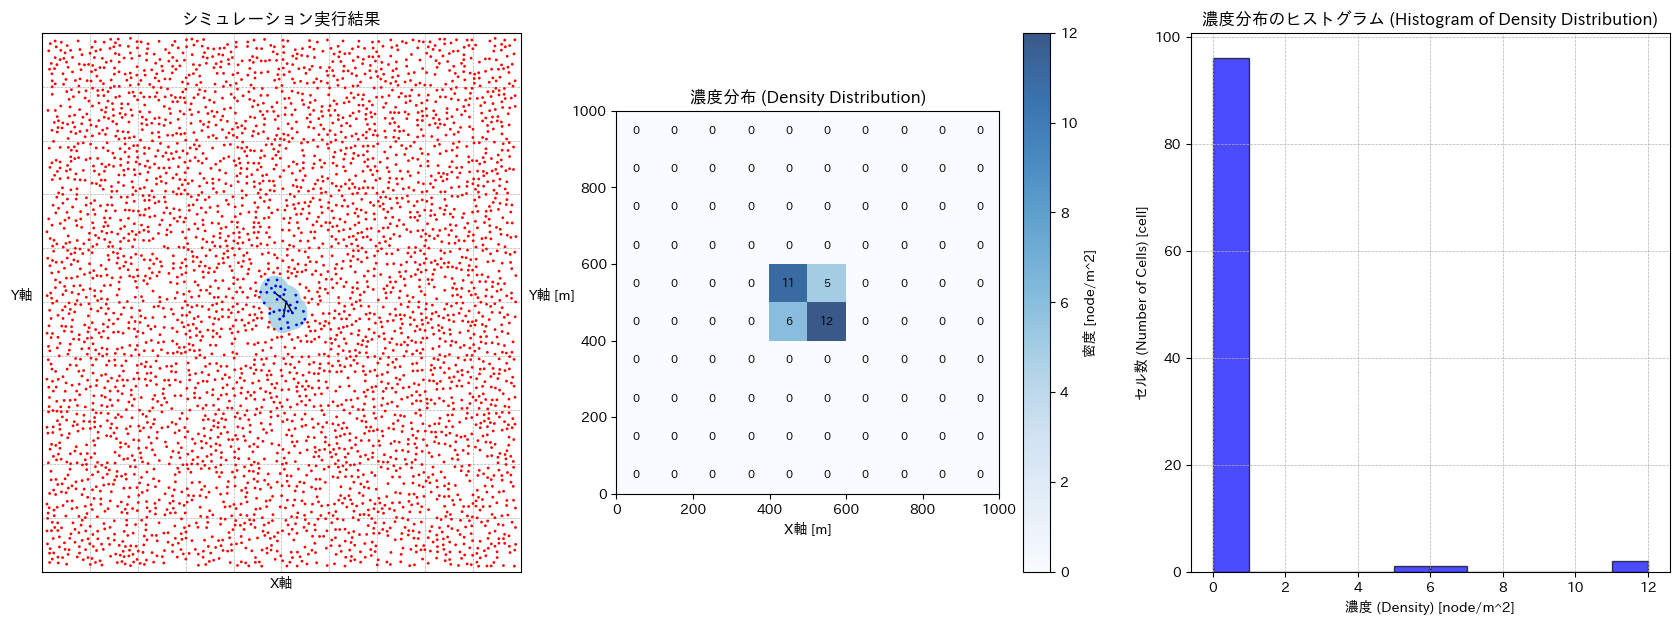 シミュレーション実行結果
Y軸
X軸
濃度分布 (Density Distribution)
1000
800
600
400
200
0
0 0 0 0 0 0 0 0 0 0
0 0 0 0 0 0 0 0 0 0
0 0 0 0 0 0 0 0 0 0
0 0 0 0 0 0 0 0 0 0
0 0 0 0 11 5 0 0 0 0
0 0 0 0 6 12 0 0 0 0
0 0 0 0 0 0 0 0 0 0
0 0 0 0 0 0 0 0 0 0
0 0 0 0 0 0 0 0 0 0
0 0 0 0 0 0 0 0 0 0
Y軸 [m]
0 200 400 600 800 1000
X軸 [m]
12
10
8
6
4
2
0
密度 [node/m^2]
濃度分布のヒストグラム (Histogram of Density Distribution)
100
80
60
40
20
0
セル数 (Number of Cells) [cell]
0 2 4 6 8 10 12
濃度 (Density) [node/m^2]